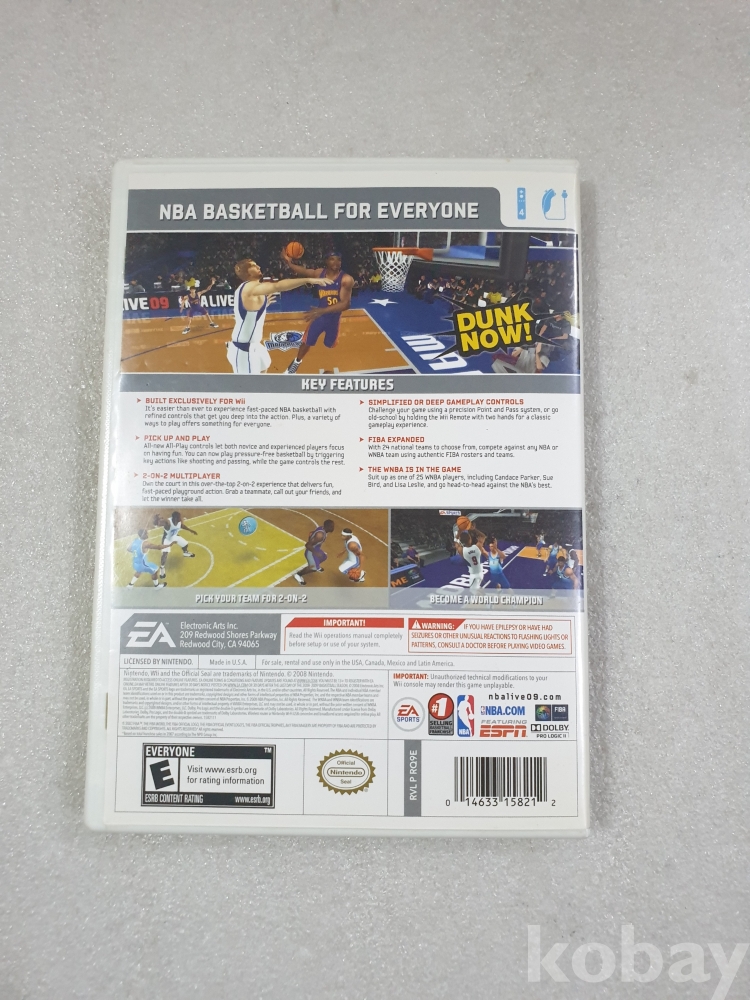 NBA BASKETBALL FOR EVERYONE
4
IVE 09
ALIVE
DUNK
NOW!
KEY FEATURES
BUILT EXCLUSIVELY FOR Wii
It's easier than ever to experience fast-paced NBA basketball with
refined controls that get you deep into the action. Plus, a variety of
ways to play offers something for everyone.
PICK UP AND PLAY
All-new All-Play controls let both novice and experienced players focus
on having fun. You can now play pressure-free basketball by triggering
key actions like shooting and passing, while the game controls the rest.
2-ON-2 MULTIPLAYER
Own the court in this over-the-top 2-on-2 experience that delivers fun,
fast-paced playground action. Grab a teammate, call out your friends, and
let the winner take all.
SIMPLIFIED OR DEEP GAMEPLAY CONTROLS
Challenge your game using a precision Point and Pass system, or go
old-school by holding the Wii Remote with two hands for a classic
gameplay experience.
FIBA EXPANDED
With 24 national teams to choose from, compete against any NBA or
WNBA team using authentic FIBA rosters and teams.
THE WNBA IS IN THE GAME
Suit up as one of 25 WNBA players, including Candace Parker, Sue
Bird, and Lisa Leslie, and go head-to-head against the NBA's best.
PICK YOUR TEAM FOR 2-ON-2
BECOME A WORLD CHAMPION
EA
Electronic Arts Inc.
209 Redwood Shores Parkway
Redwood City, CA 94065
IMPORTANT!
Read the Wii operations manual completely
before setup or use of your system.
WARNING: IF YOU HAVE EPILEPSY OR HAVE HAD
SEIZURES OR OTHER UNUSUAL REACTIONS TO FLASHING LIGHTS OR
PATTERNS, CONSULT A DOCTOR BEFORE PLAYING VIDEO GAMES.
LICENSED BY NINTENDO.
Made in U.S.A.
For sale, rental and use only in the USA, Canada, Mexico and Latin America.
Nintendo, Wii and the Official Seal are trademarks of Nintendo. © 2008 Nintendo.
IMPORTANT: Unauthorized technical modifications to your
Wii console may render this game unplayable.
nbalive09.com
EA
SPORTS
#1
SELLING
NBA.COM
FEATURING
ESPN
FIBA
DOLBY
PRO LOGIC II
EVERYONE
TM
E
Visit www.esrb.org
for rating information
ESRB CONTENT RATING
www.esrb.org
Official
Nintendo
Seal
RVL P RQ9E
0 14633 15821 2
kobay